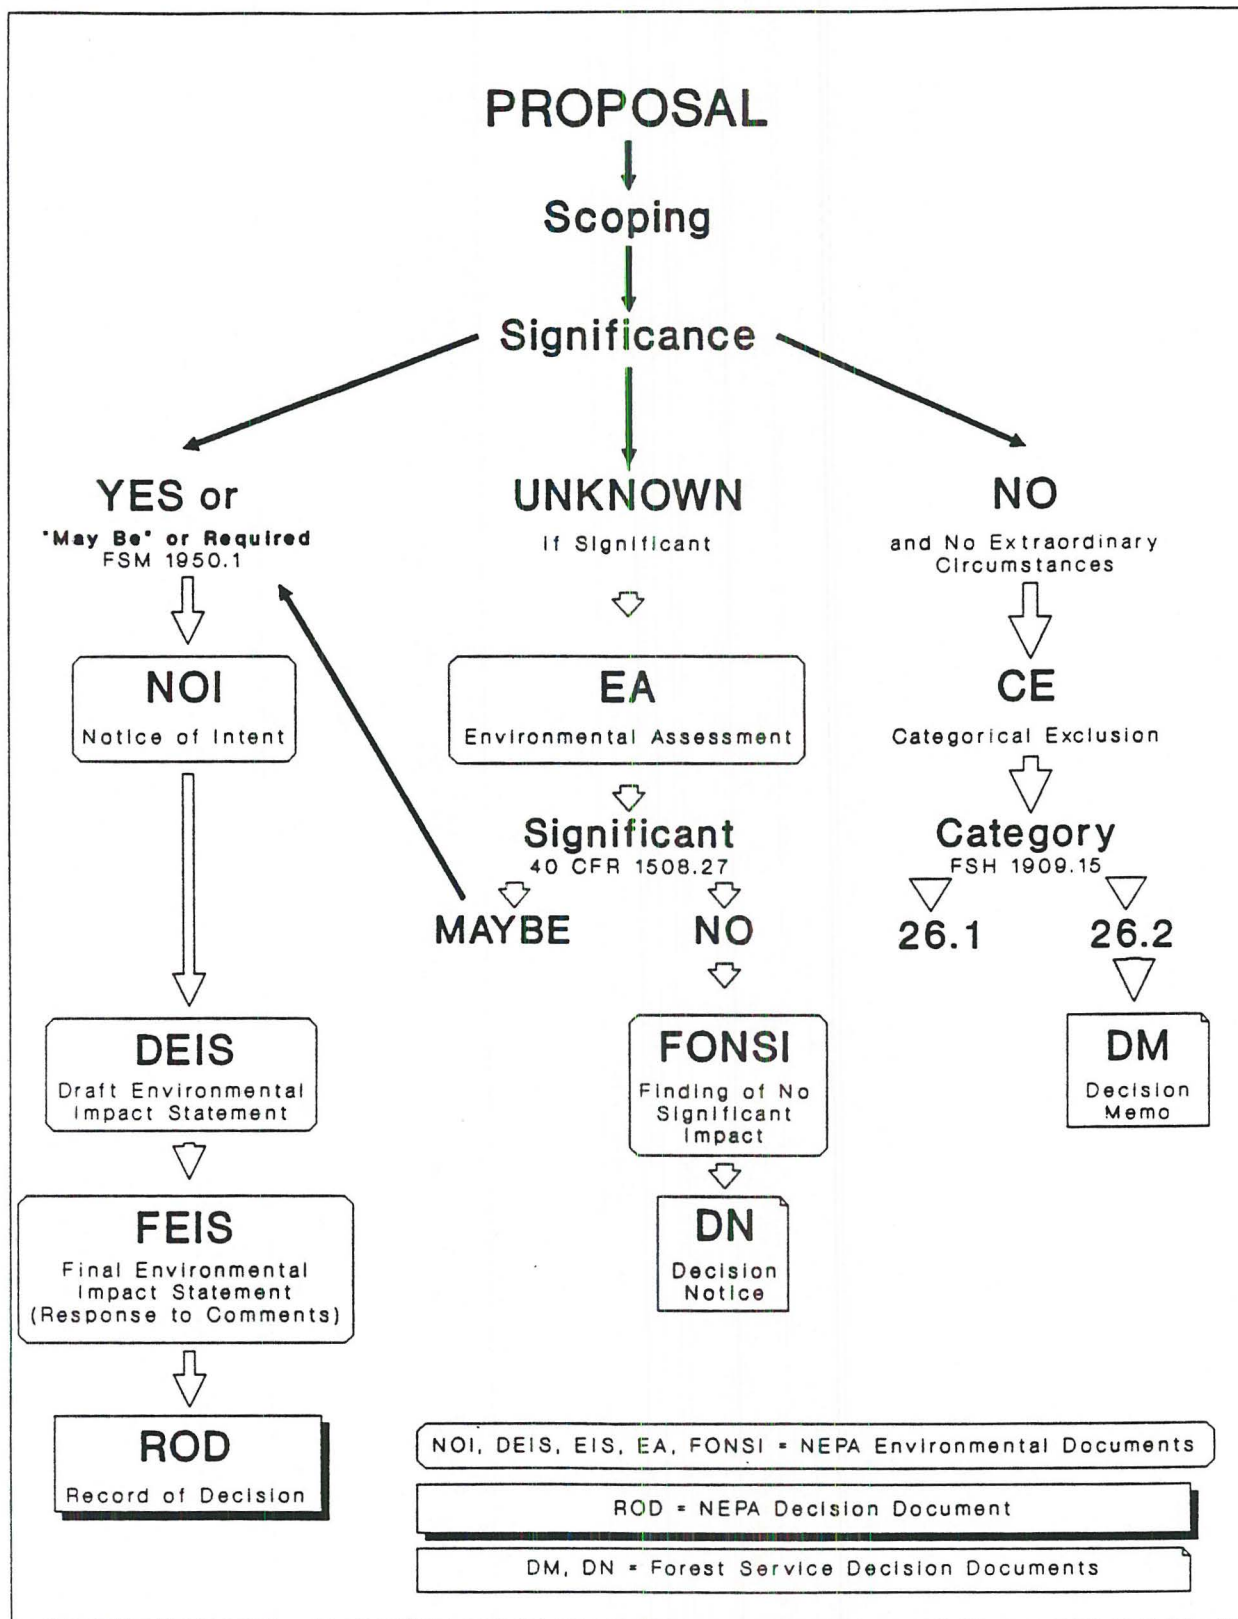 PROPOSAL
Scoping
Significance
YES or
"May Be" or Required
FSM 1950.1
UNKNOWN
if Significant
NO
and No Extraordinary
Circumstances
NOI
Notice of Intent
EA
Environmental Assessment
CE
Categorical Exclusion
Significant
40 CFR 1508.27
Category
FSH 1909.15
MAYBE
NO
26.1
26.2
DEIS
Draft Environmental
Impact Statement
FONSI
Finding of No
Significant
Impact
DM
Decision
Memo
FEIS
Final Environmental
Impact Statement
(Response to Comments)
DN
Decision
Notice
ROD
Record of Decision
NOI, DEIS, EIS, EA, FONSI = NEPA Environmental Documents
ROD = NEPA Decision Document
DM, DN = Forest Service Decision Documents